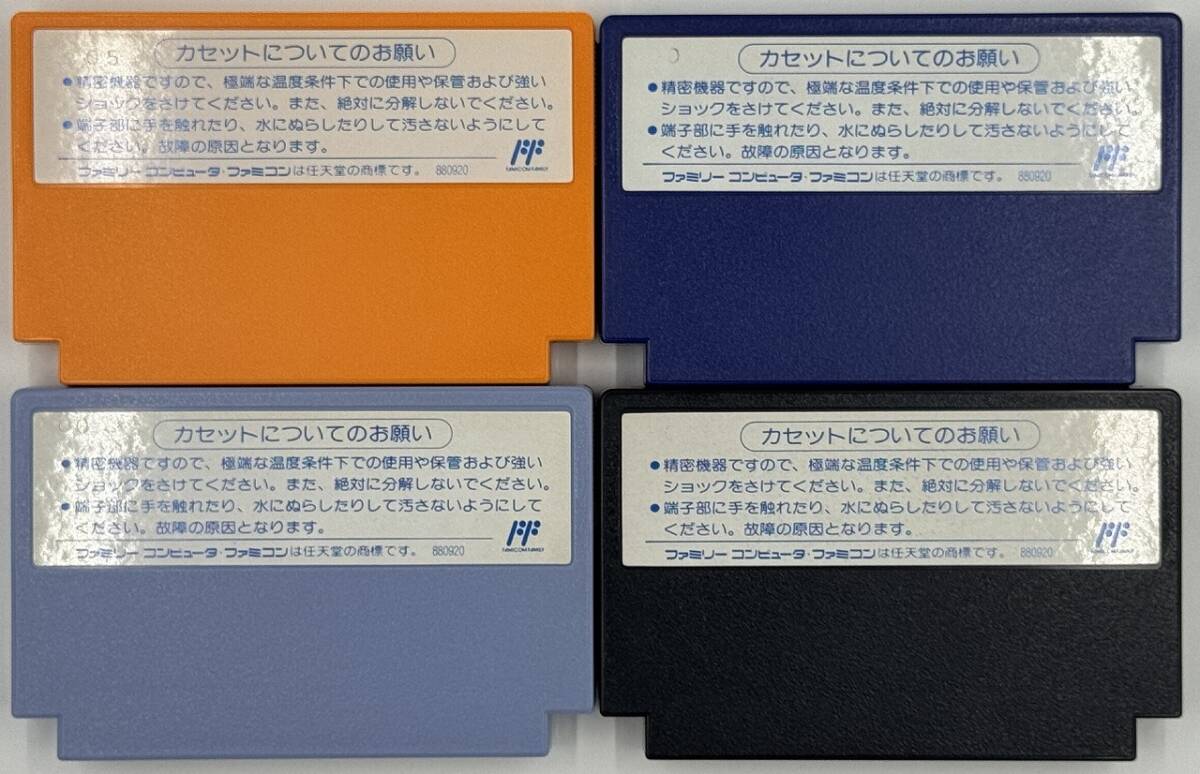 05
カセットについてのお願い
●精密機器ですので、極端な温度条件下での使用や保管および強い
ショックをさけてください。また、絶対に分解しないでください。
●端子部に手を触れたり、水にぬらしたりして汚さないようにして
ください。故障の原因となります。
FF
FAMICOM FAMILY
ファミリー コンピュータ・ファミコンは任天堂の商標です。 880920
カセットについてのお願い
●精密機器ですので、極端な温度条件下での使用や保管および強い
ショックをさけてください。また、絶対に分解しないでください。
●端子部に手を触れたり、水にぬらしたりして汚さないようにして
ください。故障の原因となります。
FF
FAMICOM FAMILY
ファミリー コンピュータ・ファミコンは任天堂の商標です。 880920
カセットについてのお願い
●精密機器ですので、極端な温度条件下での使用や保管および強い
ショックをさけてください。また、絶対に分解しないでください。
●端子部に手を触れたり、水にぬらしたりして汚さないようにして
ください。故障の原因となります。
FF
FAMICOM FAMILY
ファミリー コンピュータ・ファミコンは任天堂の商標です。 880920
カセットについてのお願い
●精密機器ですので、極端な温度条件下での使用や保管および強い
ショックをさけてください。また、絶対に分解しないでください。
●端子部に手を触れたり、水にぬらしたりして汚さないようにして
ください。故障の原因となります。
FF
FAMICOM FAMILY
ファミリー コンピュータ・ファミコンは任天堂の商標です。 880920